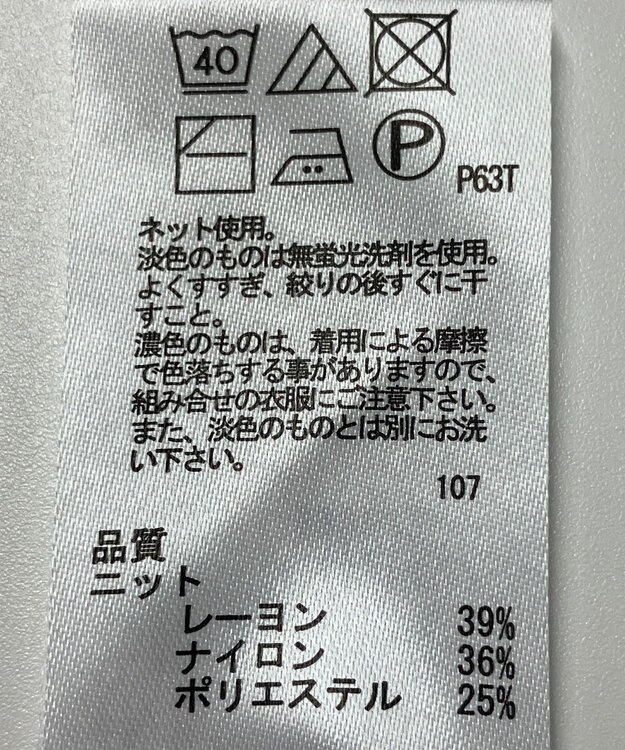 40
P
P63T
ネット使用。
淡色のものは無蛍光洗剤を使用。
よくすすぎ、絞りの後すぐに干
すこと。
濃色のものは、着用による摩擦
で色落ちする事がありますので、
組み合せの衣服にご注意下さい。
また、淡色のものとは別にお洗
い下さい。
107
品質
ニット
レーヨン 39%
ナイロン 36%
ポリエステル 25%